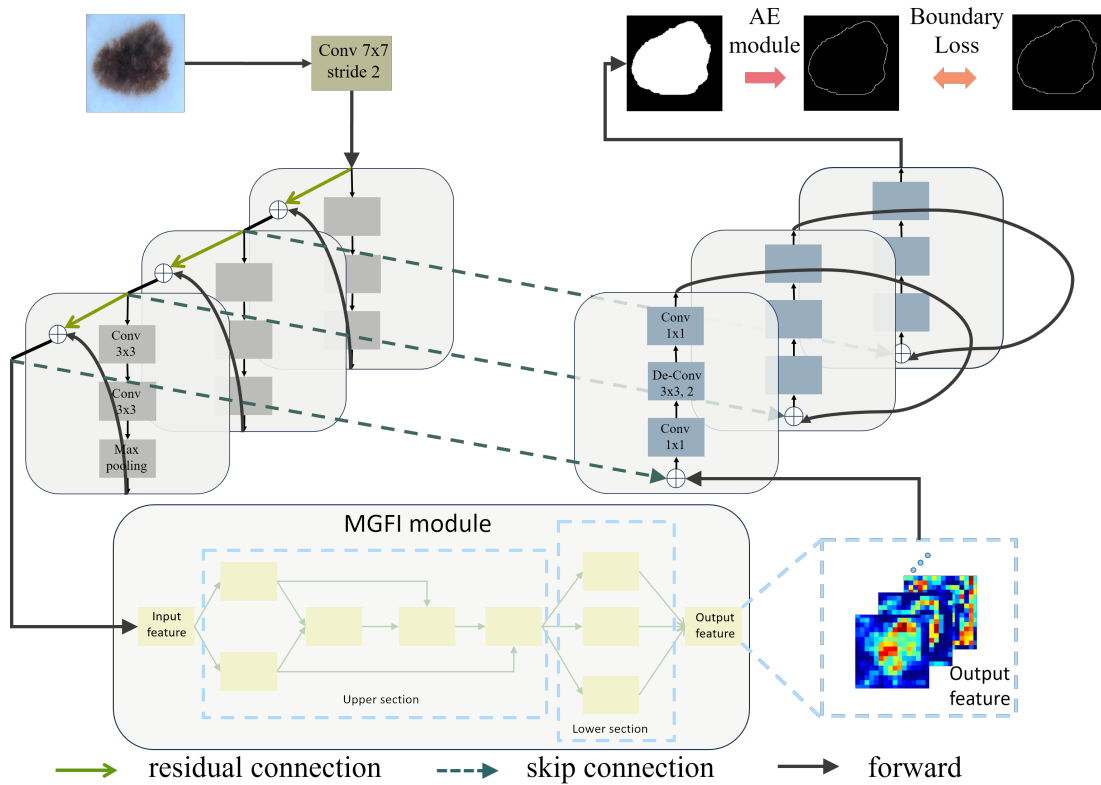 Conv 7x7
stride 2
AE
module
Boundary
Loss
Conv
3x3
Conv
3x3
Max
pooling
Conv
1x1
De-Conv
3x3, 2
Conv
1x1
MGFI module
Input
feature
Upper section
Lower section
Output
feature
Output
feature
residual connection
skip connection
forward